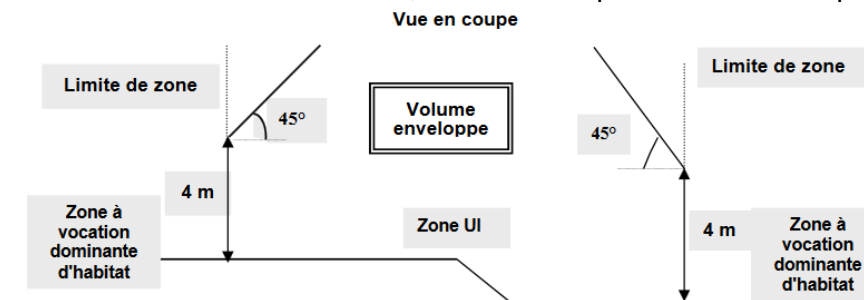 Vue en coupe
Limite de zone
45°
Volume
enveloppe
45°
Limite de zone
4 m
Zone à
vocation
dominante
d'habitat
Zone UI
4 m
Zone à
vocation
dominante
d'habitat